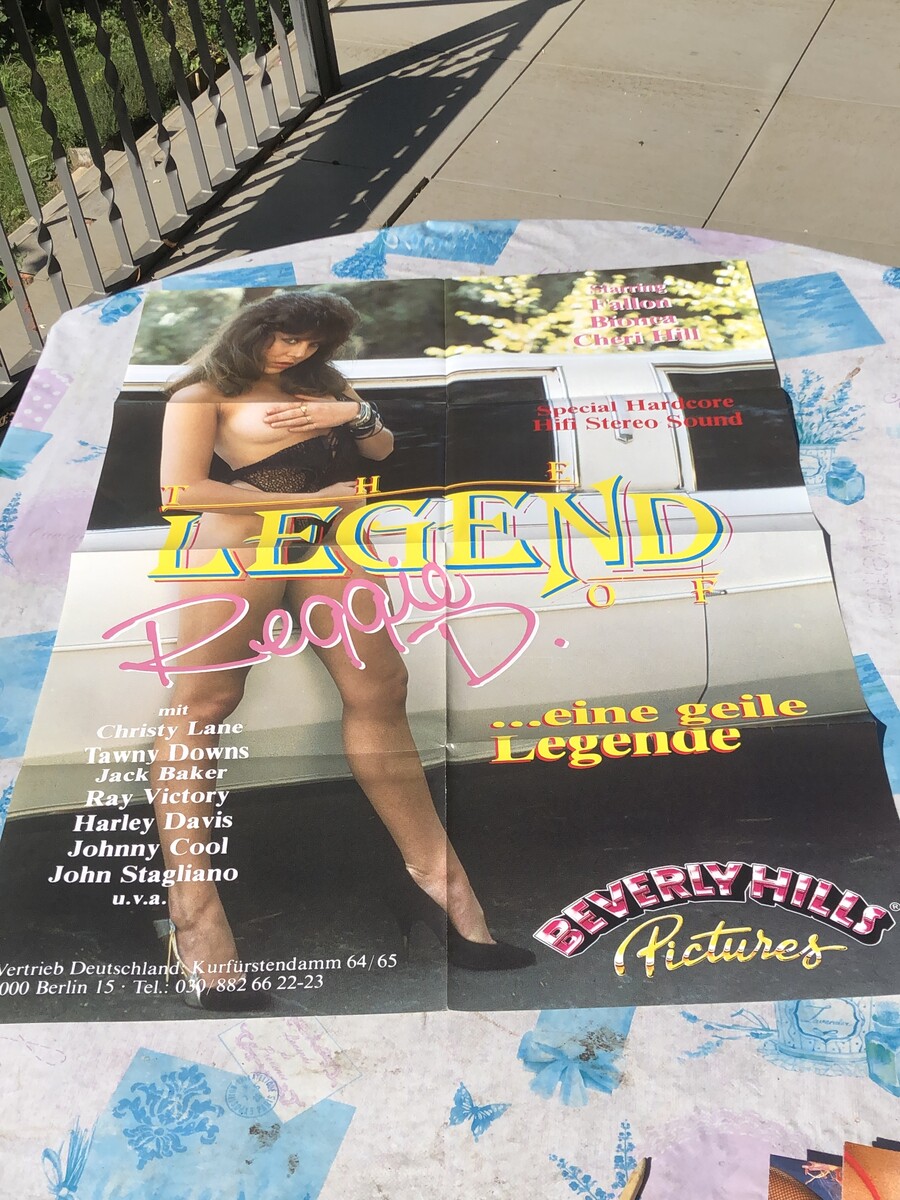 Starring
Fallon
Bionca
Cheri Hill
Special Hardcore
Hifi Stereo Sound
THE
LEGEND
OF
Reggie D.
...eine geile
Legende
mit
Christy Lane
Tawny Downs
Jack Baker
Ray Victory
Harley Davis
Johnny Cool
John Stagliano
u.v.a.
BEVERLY HILLS®
Pictures
Vertrieb Deutschland: Kurfürstendamm 64/65
000 Berlin 15 · Tel.: 030/882 66 22-23